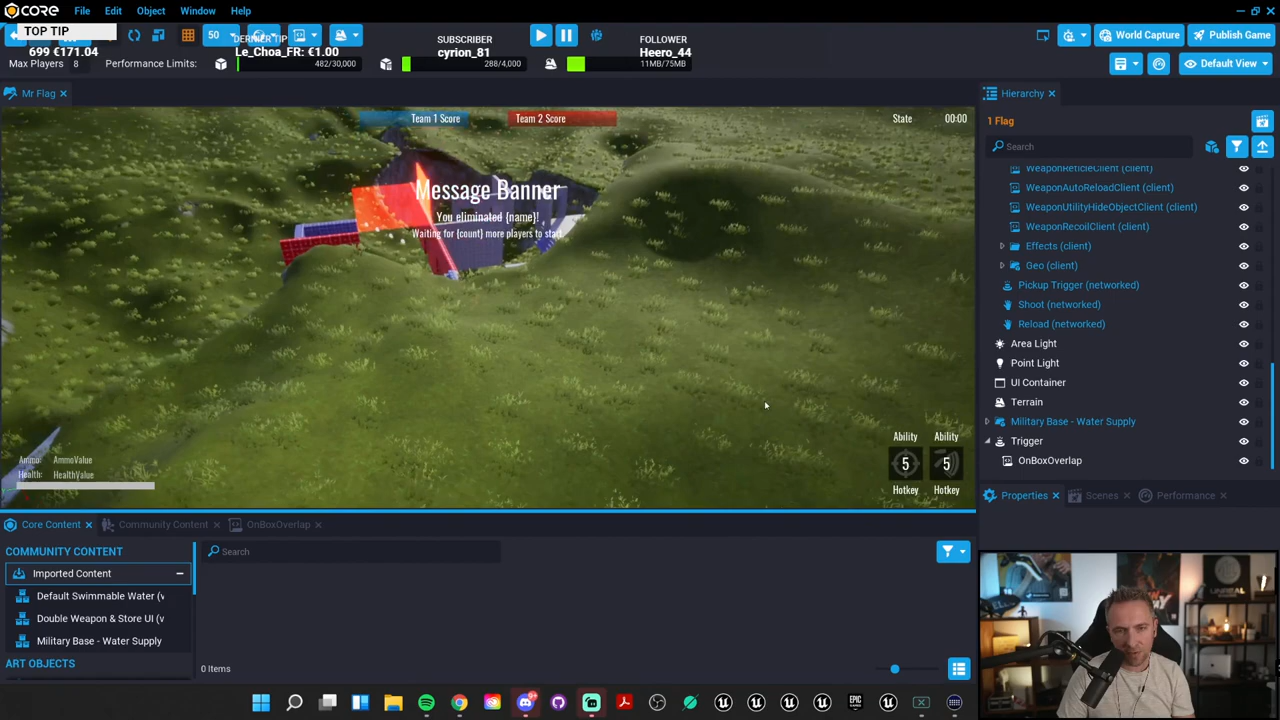 CORE File Edit Object Window Help
TOP TIP
699 €171.04
50
DERNIER TIP
Le_Choa_FR: €1.00
SUBSCRIBER
cyrion_81
FOLLOWER
Heero_44
World Capture
Publish Game
Max Players 8 Performance Limits:
482/30,000
288/4,000
11MB/75MB
Default View
Mr Flag
Team 1 Score
Team 2 Score
State 00:00
Message Banner
You eliminated {name}!
Waiting for {count} more players to start
Ammo: AmmoValue
Health: HealthValue
Ability Ability
5 5
Hotkey Hotkey
Hierarchy
1 Flag
Search
WeaponReticleClient (client)
WeaponAutoReloadClient (client)
WeaponUtilityHideObjectClient (client)
WeaponRecoilClient (client)
Effects (client)
Geo (client)
Pickup Trigger (networked)
Shoot (networked)
Reload (networked)
Area Light
Point Light
UI Container
Terrain
Military Base - Water Supply
Trigger
OnBoxOverlap
Properties Scenes Performance
Core Content Community Content OnBoxOverlap
COMMUNITY CONTENT
Imported Content
Default Swimmable Water (v
Double Weapon & Store UI (v
Military Base - Water Supply
ART OBJECTS
Search
0 Items